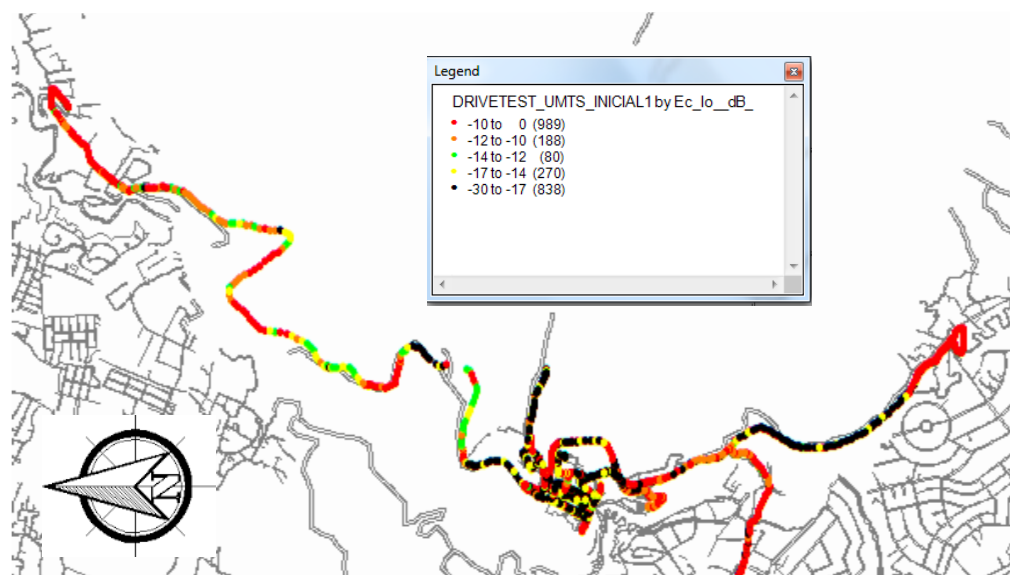 Legend
DRIVETEST_UMTS_INICIAL1 by Ec_Io__dB_
-10 to 0 (989)
-12 to -10 (188)
-14 to -12 (80)
-17 to -14 (270)
-30 to -17 (838)
N